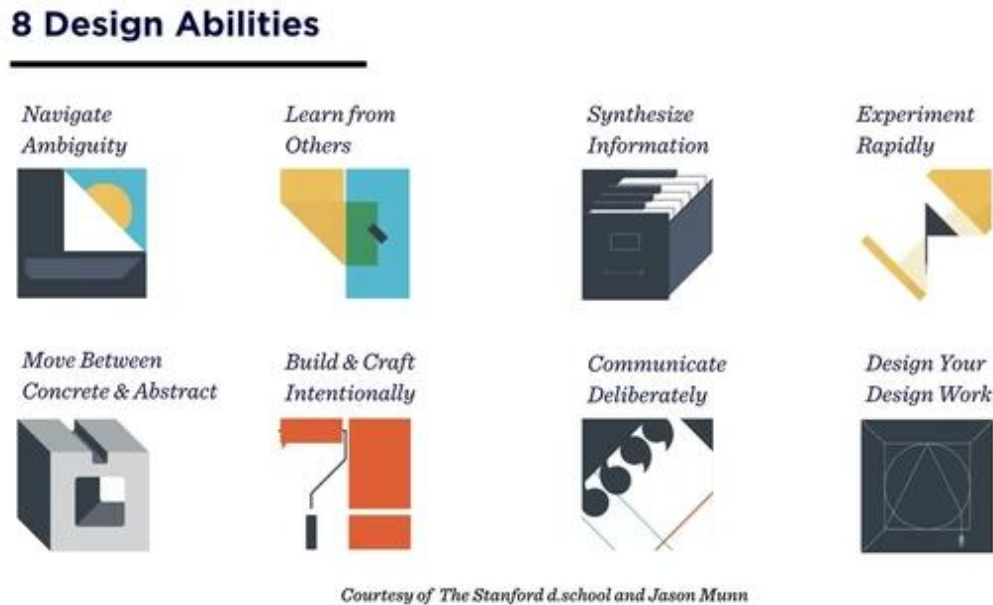 8 Design Abilities
Navigate
Ambiguity
Learn from
Others
Synthesize
Information
Experiment
Rapidly
Move Between
Concrete & Abstract
Build & Craft
Intentionally
Communicate
Deliberately
Design Your
Design Work
Courtesy of The Stanford d.school and Jason Munn